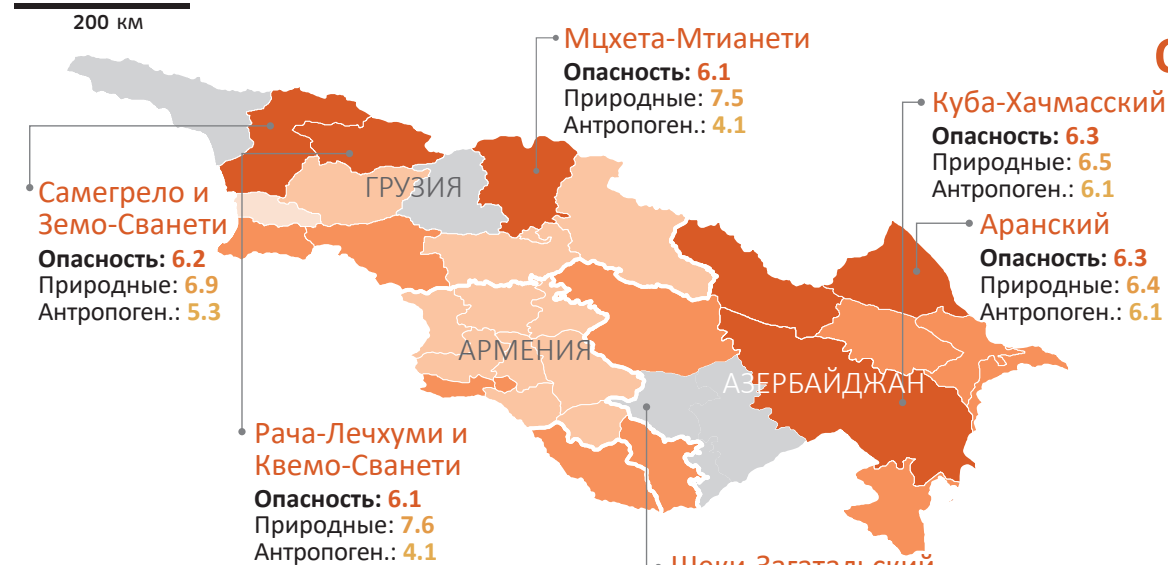 200 км
Мцхета-Мтианети
Опасность: 6.1
Природные: 7.5
Антропоген.: 4.1
Куба-Хачмасский
Опасность: 6.3
Природные: 6.5
Антропоген.: 6.1
Самегрело и
Земо-Сванети
Опасность: 6.2
Природные: 6.9
Антропоген.: 5.3
ГРУЗИЯ
Аранский
Опасность: 6.3
Природные: 6.4
Антропоген.: 6.1
АРМЕНИЯ
АЗЕРБАЙДЖАН
Рача-Лечхуми и
Квемо-Сванети
Опасность: 6.1
Природные: 7.6
Антропоген.: 4.1
Шеки-Загатальский